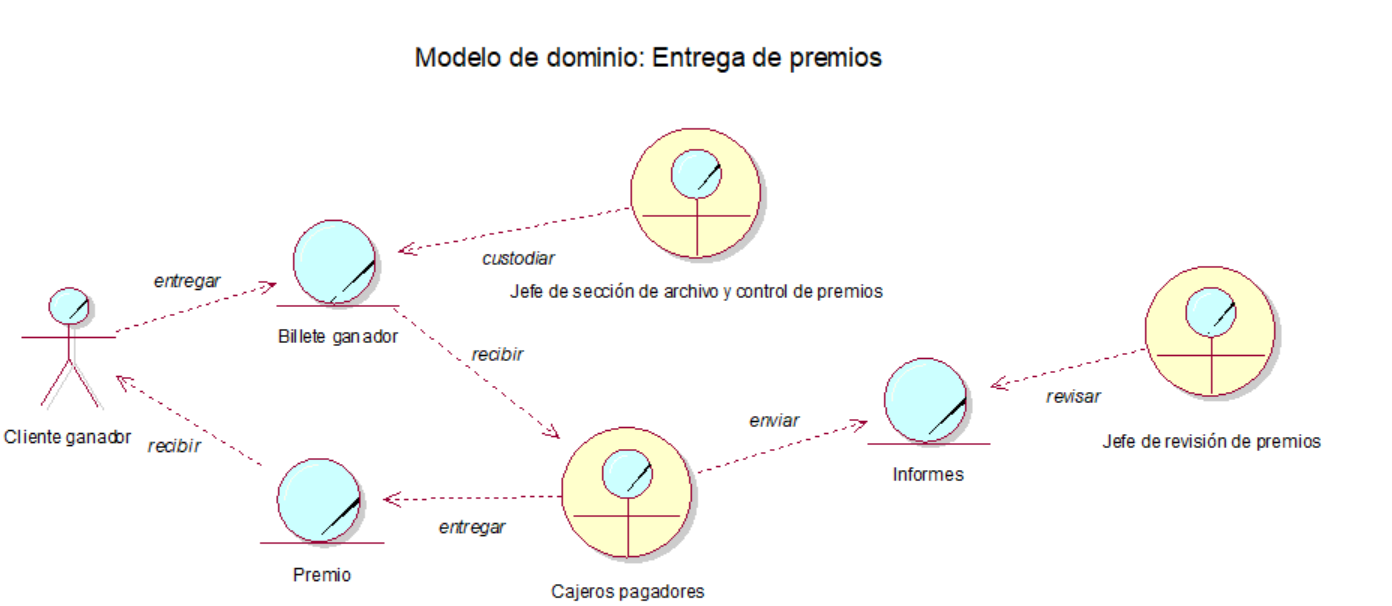 Modelo de dominio: Entrega de premios
custodiar
entregar
Jefe de sección de archivo y control de premios
Billete ganador
recibir
revisar
enviar
Cliente ganador
recibir
Jefe de revisión de premios
Informes
entregar
Premio
Cajeros pagadores